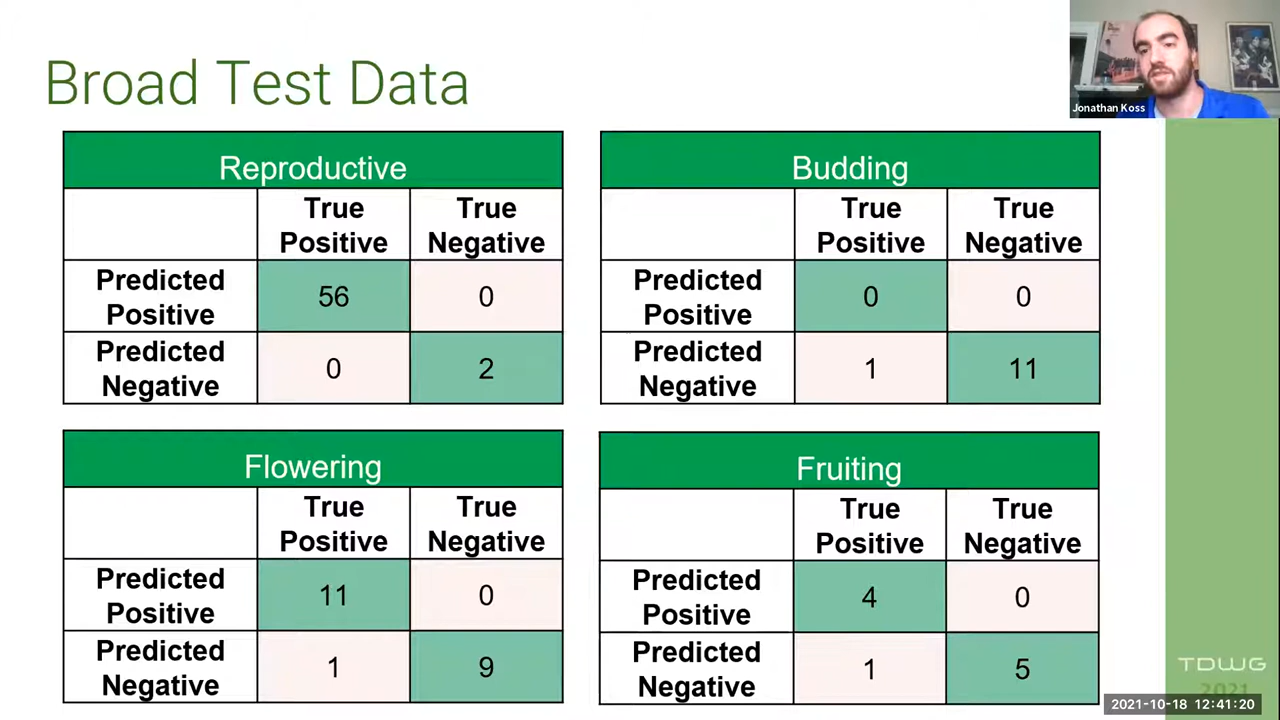 Broad Test Data
Jonathan Koss
Reproductive
True
Positive
True
Negative
Predicted
Positive
56
0
Predicted
Negative
0
2
Budding
True
Positive
True
Negative
Predicted
Positive
0
0
Predicted
Negative
1
11
Flowering
True
Positive
True
Negative
Predicted
Positive
11
0
Predicted
Negative
1
9
Fruiting
True
Positive
True
Negative
Predicted
Positive
4
0
Predicted
Negative
1
5
TDWG
2021
2021-10-18 12:41:20